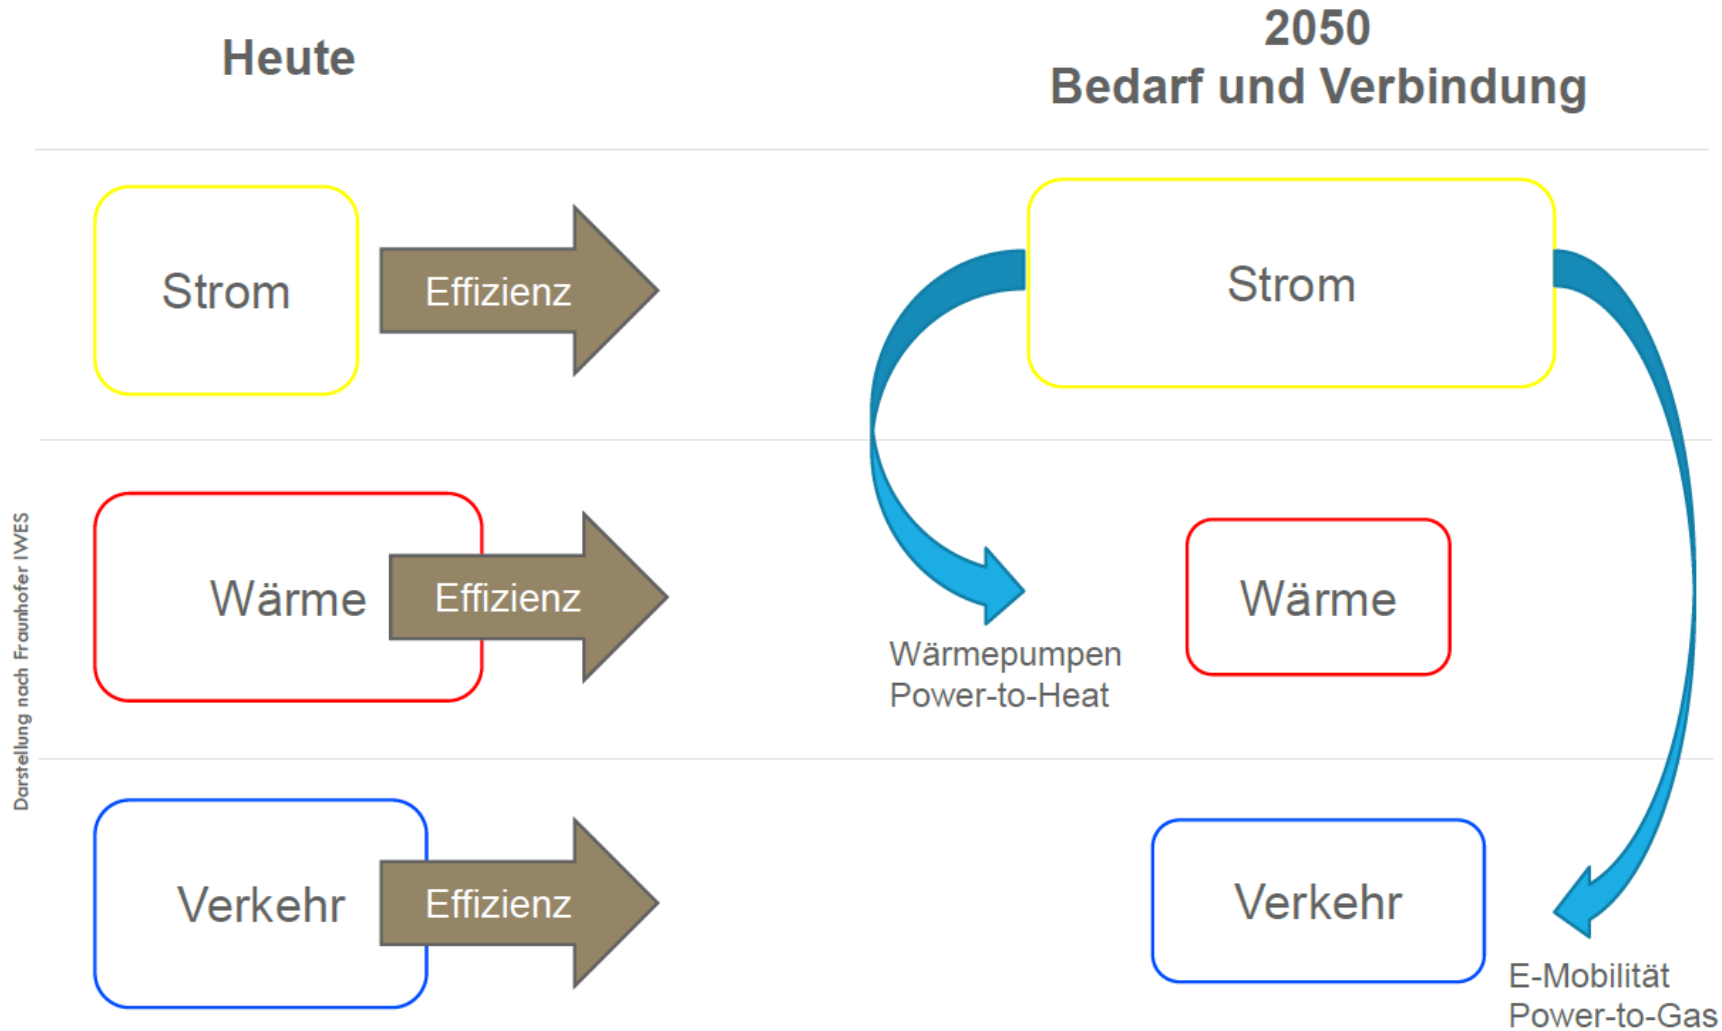 Heute
2050
Bedarf und Verbindung
Strom
Effizienz
Strom
Wärme
Effizienz
Wärmepumpen
Power-to-Heat
Wärme
Verkehr
Effizienz
Verkehr
E-Mobilität
Power-to-Gas
Darstellung nach Fraunhofer IWES